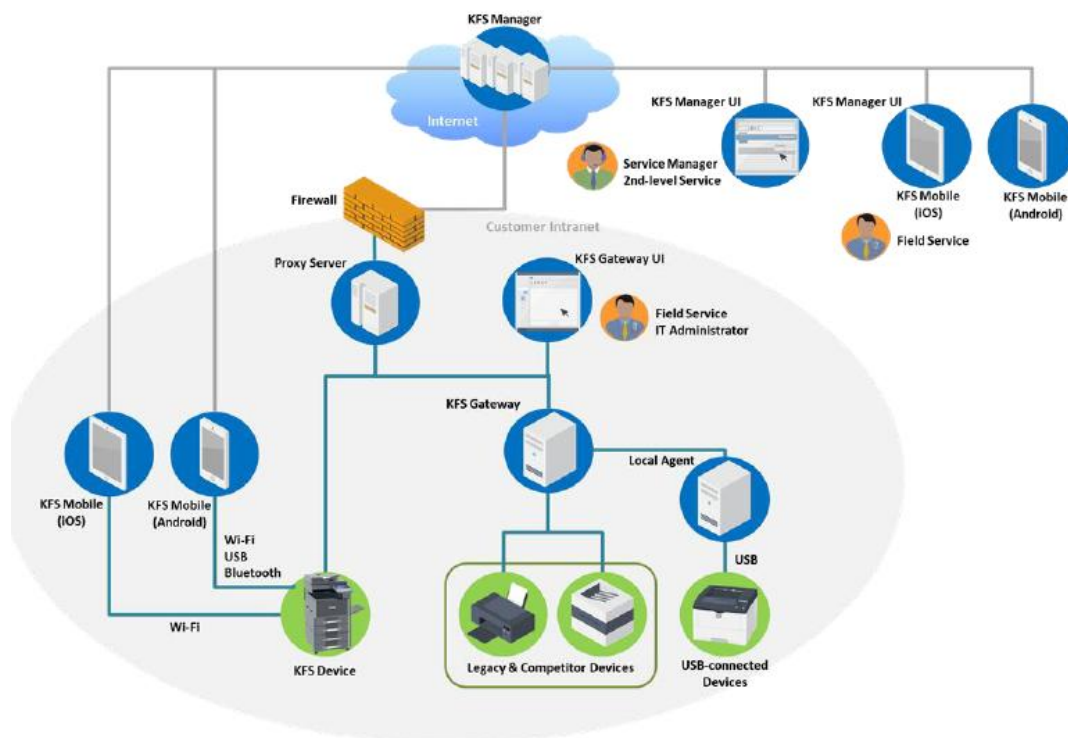 KFS Manager
Internet
KFS Manager UI
KFS Manager UI
Service Manager
2nd-level Service
KFS Mobile
(iOS)
KFS Mobile
(Android)
Field Service
Firewall
Customer Intranet
Proxy Server
KFS Gateway UI
Field Service
IT Administrator
KFS Gateway
Local Agent
KFS Mobile
(iOS)
KFS Mobile
(Android)
Wi-Fi
USB
Bluetooth
USB
Wi-Fi
KFS Device
Legacy & Competitor Devices
USB-connected
Devices